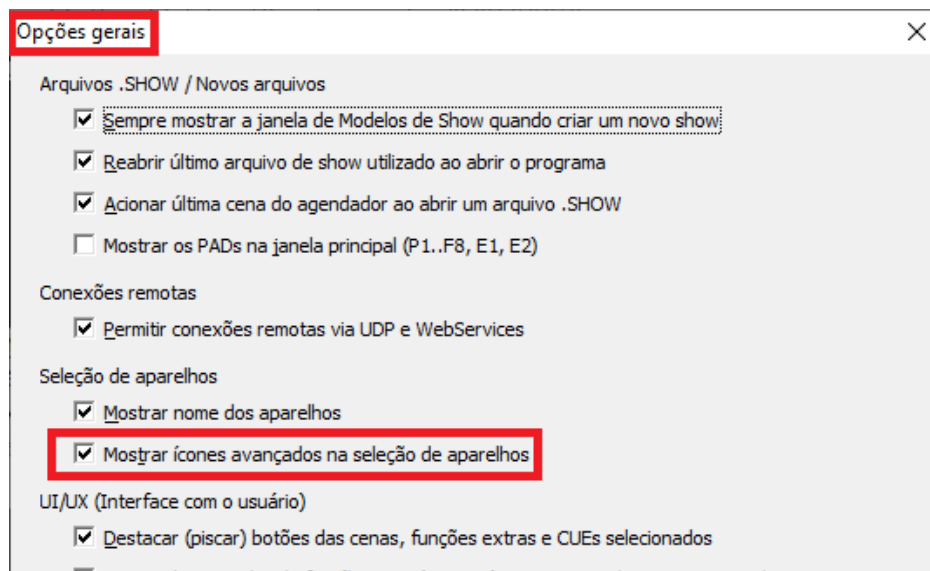 Opções gerais
Arquivos .SHOW / Novos arquivos
Sempre mostrar a janela de Modelos de Show quando criar um novo show
Reabrir último arquivo de show utilizado ao abrir o programa
Acionar última cena do agendador ao abrir um arquivo .SHOW
Mostrar os PADs na janela principal (P1..F8, E1, E2)
Conexões remotas
Permitir conexões remotas via UDP e WebServices
Seleção de aparelhos
Mostrar nome dos aparelhos
Mostrar ícones avançados na seleção de aparelhos
UI/UX (Interface com o usuário)
Destacar (piscar) botões das cenas, funções extras e CUEs selecionados